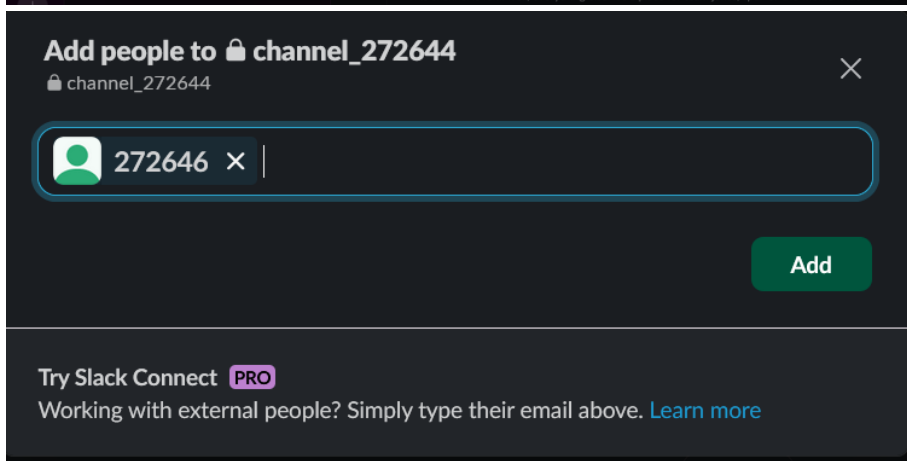 Add people to channel_272644
channel_272644
272646
Add
Try Slack Connect PRO
Working with external people? Simply type their email above. Learn more